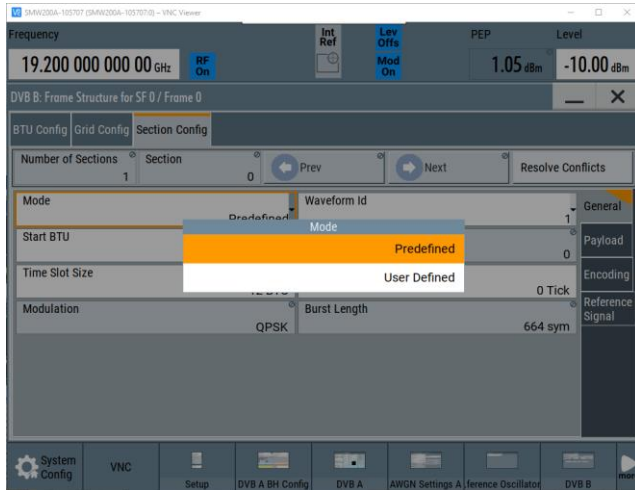 SMW200A-105707 (SMW200A-105707:0) – VNC Viewer
Frequency
Int Ref
Lev Offs
PEP
Level
19.200 000 000 00 GHz
RF On
Mod On
1.05 dBm
-10.00 dBm
DVB B: Frame Structure for SF 0 / Frame 0
BTU Config
Grid Config
Section Config
Number of Sections
1
Section
0
Prev
Next
Resolve Conflicts
Mode
Predefined
Waveform Id
1
General
Mode
Predefined
User Defined
Start BTU
0
Payload
Time Slot Size
0 Tick
Encoding
Modulation
QPSK
Burst Length
664 sym
Reference Signal
System Config
VNC
Setup
DVB A BH Config
DVB A
AWGN Settings A
ference Oscillator
DVB B